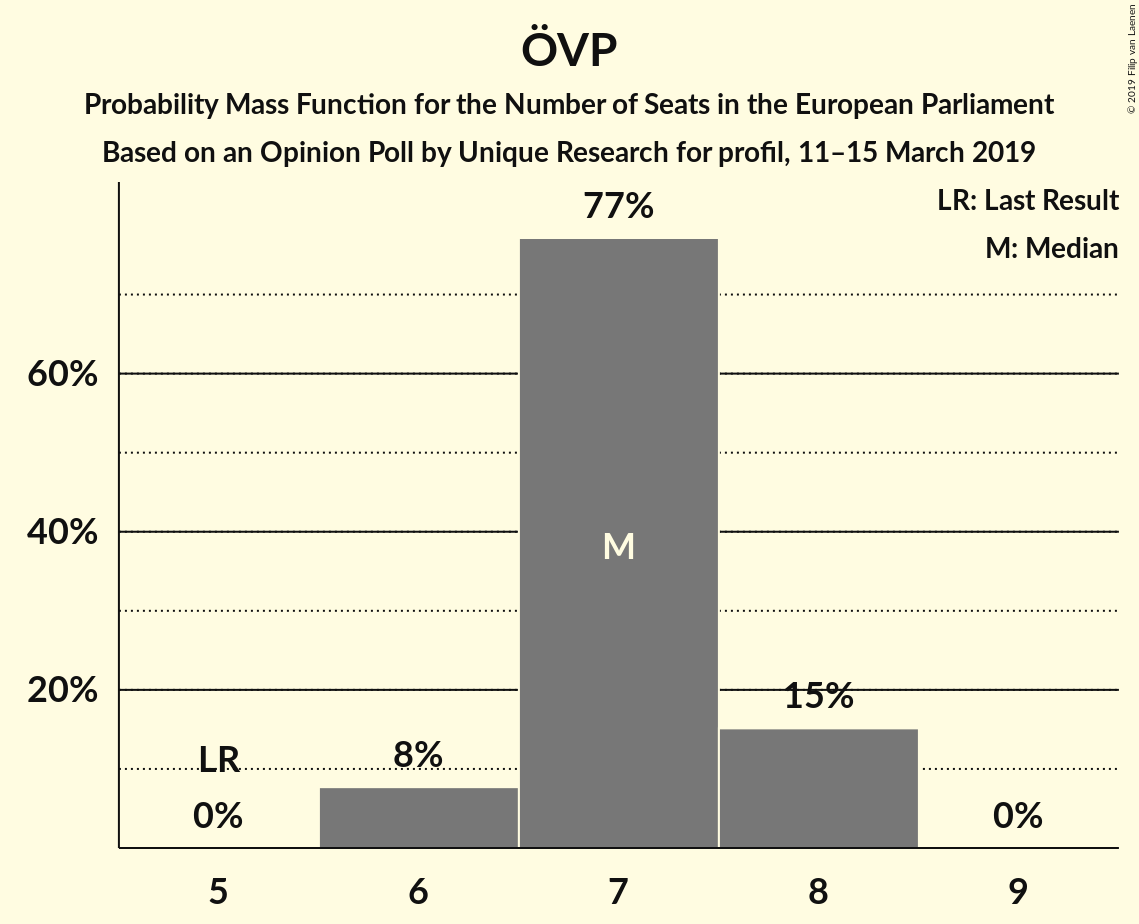 ÖVP
Probability Mass Function for the Number of Seats in the European Parliament
Based on an Opinion Poll by Unique Research for profil, 11–15 March 2019
© 2019 Filip van Laenen
LR: Last Result
M: Median
77%
60%
40%
M
20%
15%
LR
8%
0%
0%
5
6
7
8
9